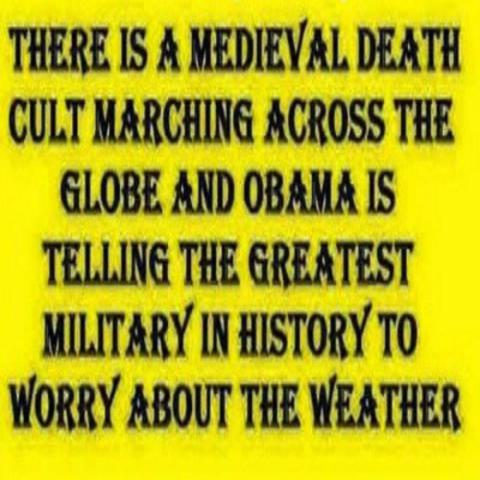 THERE IS A MEDIEVAL DEATH
CULT MARCHING ACROSS THE
GLOBE AND OBAMA IS
TELLING THE GREATEST
MILITARY IN HISTORY TO
WORRY ABOUT THE WEATHER